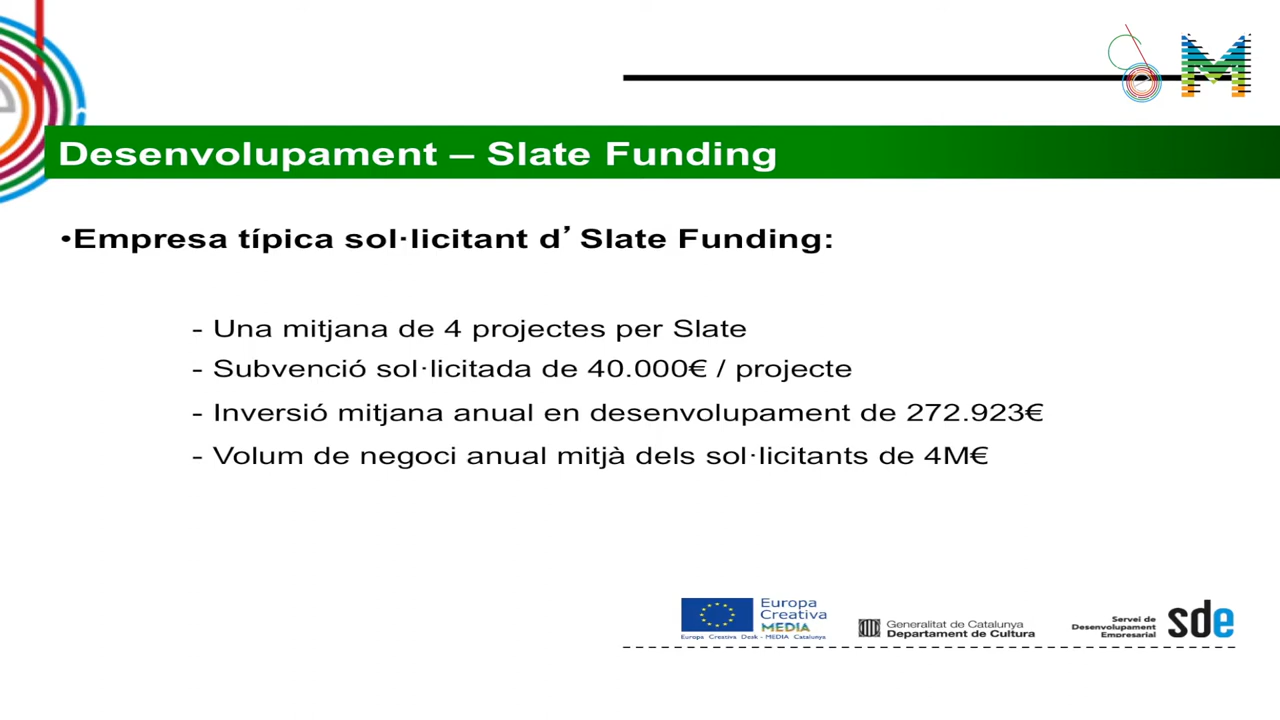 Desenvolupament – Slate Funding
•Empresa típica sol·licitant d’ Slate Funding:
- Una mitjana de 4 projectes per Slate
- Subvenció sol·licitada de 40.000€ / projecte
- Inversió mitjana anual en desenvolupament de 272.923€
- Volum de negoci anual mitjà dels sol·licitants de 4M€
Europa
Creativa
MEDIA
Europa Creativa Desk - MEDIA Catalunya
Generalitat de Catalunya
Departament de Cultura
Servei de
Desenvolupament
Empresarial
sde